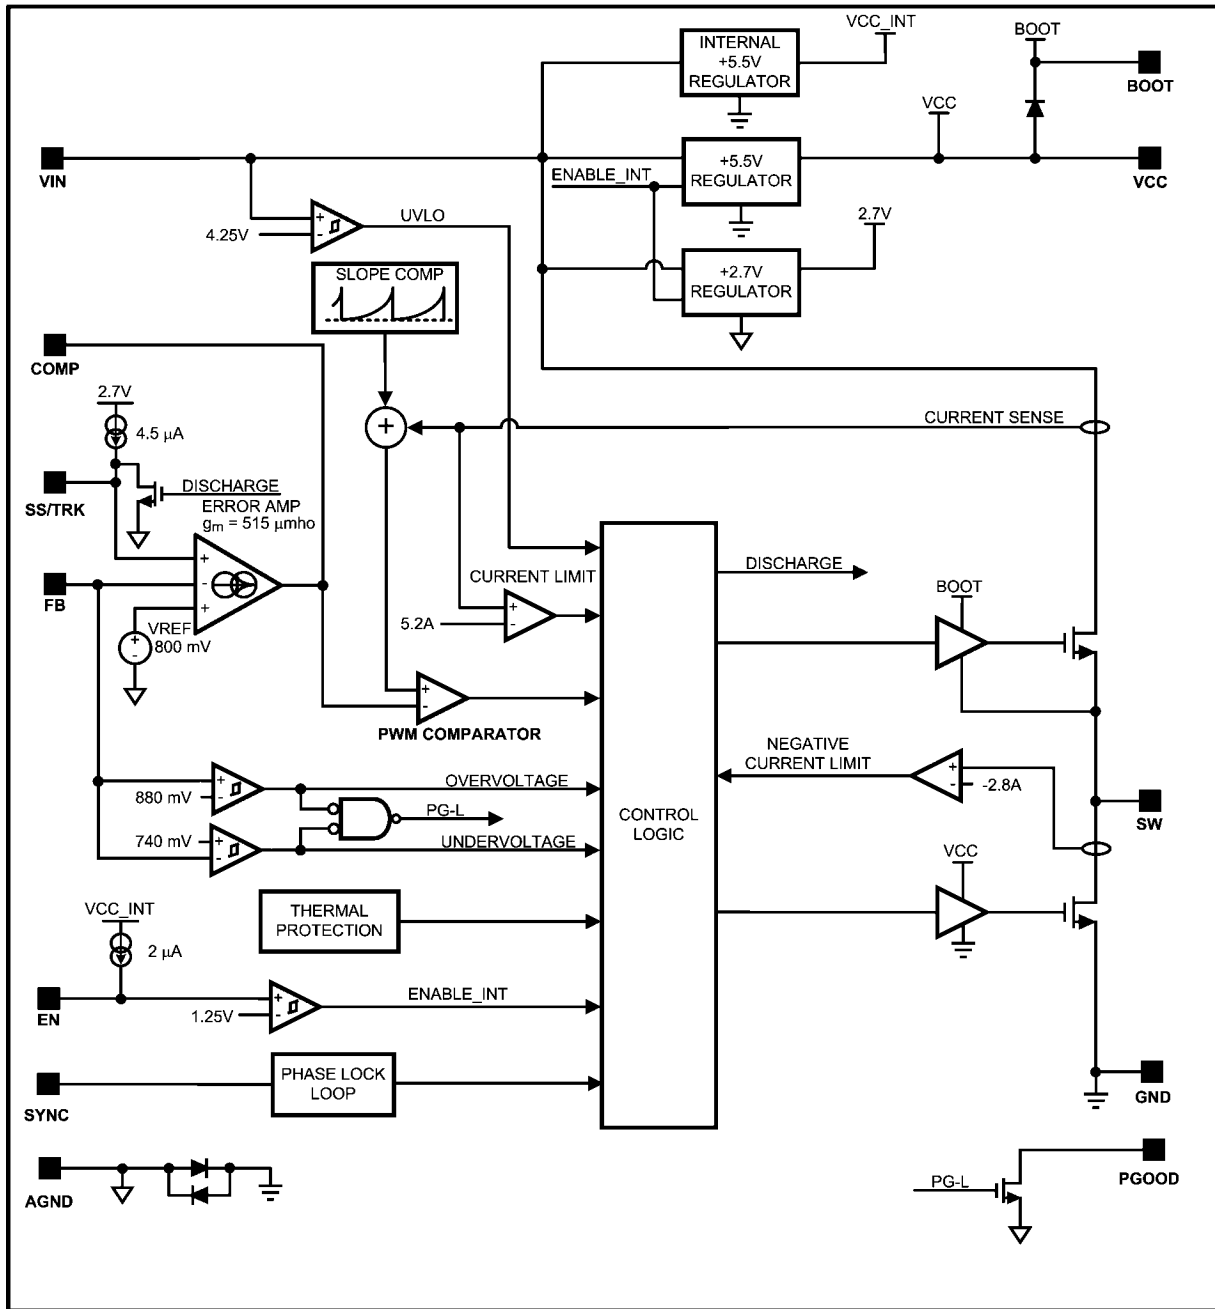 VCC_INT
BOOT
INTERNAL
+5.5V
REGULATOR
BOOT
VCC
VIN
ENABLE_INT
+5.5V
REGULATOR
VCC
UVLO
4.25V
+
-
2.7V
SLOPE COMP
+2.7V
REGULATOR
COMP
2.7V
4.5 µA
+
CURRENT SENSE
SS/TRK
DISCHARGE
ERROR AMP
gm = 515 µmho
+
-
+
FB
VREF
800 mV
+
-
CURRENT LIMIT
5.2A
+
-
DISCHARGE
BOOT
+
-
PWM COMPARATOR
NEGATIVE
CURRENT LIMIT
+
-
-2.8A
SW
OVERVOLTAGE
880 mV
+
-
PG-L
CONTROL
LOGIC
740 mV
+
-
UNDERVOLTAGE
VCC
THERMAL
PROTECTION
VCC_INT
2 µA
EN
1.25V
+
-
ENABLE_INT
SYNC
PHASE LOCK
LOOP
GND
AGND
PG-L
PGOOD